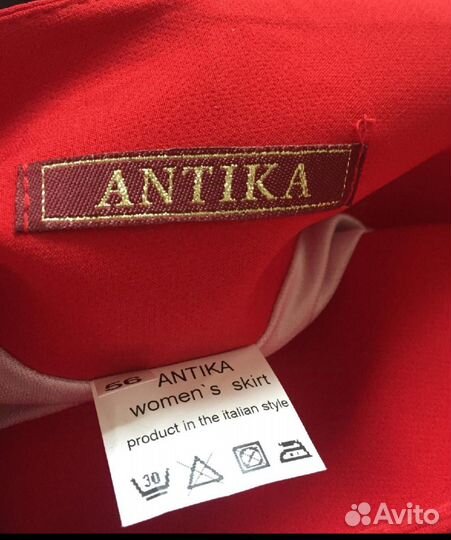 ANTIKA
56 ANTIKA
women`s skirt
product in the italian style
30
Avito